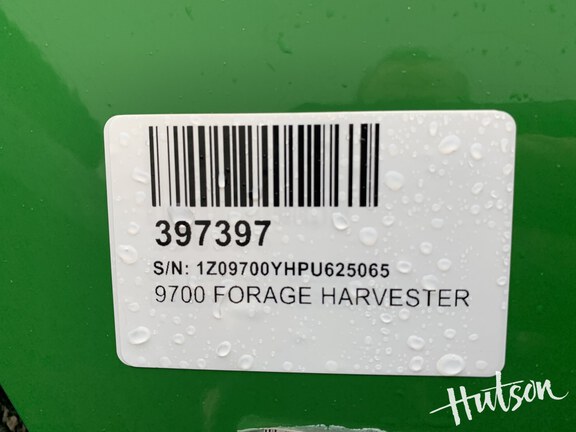 397397
S/N: 1Z09700YHPU625065
9700 FORAGE HARVESTER
Hutson